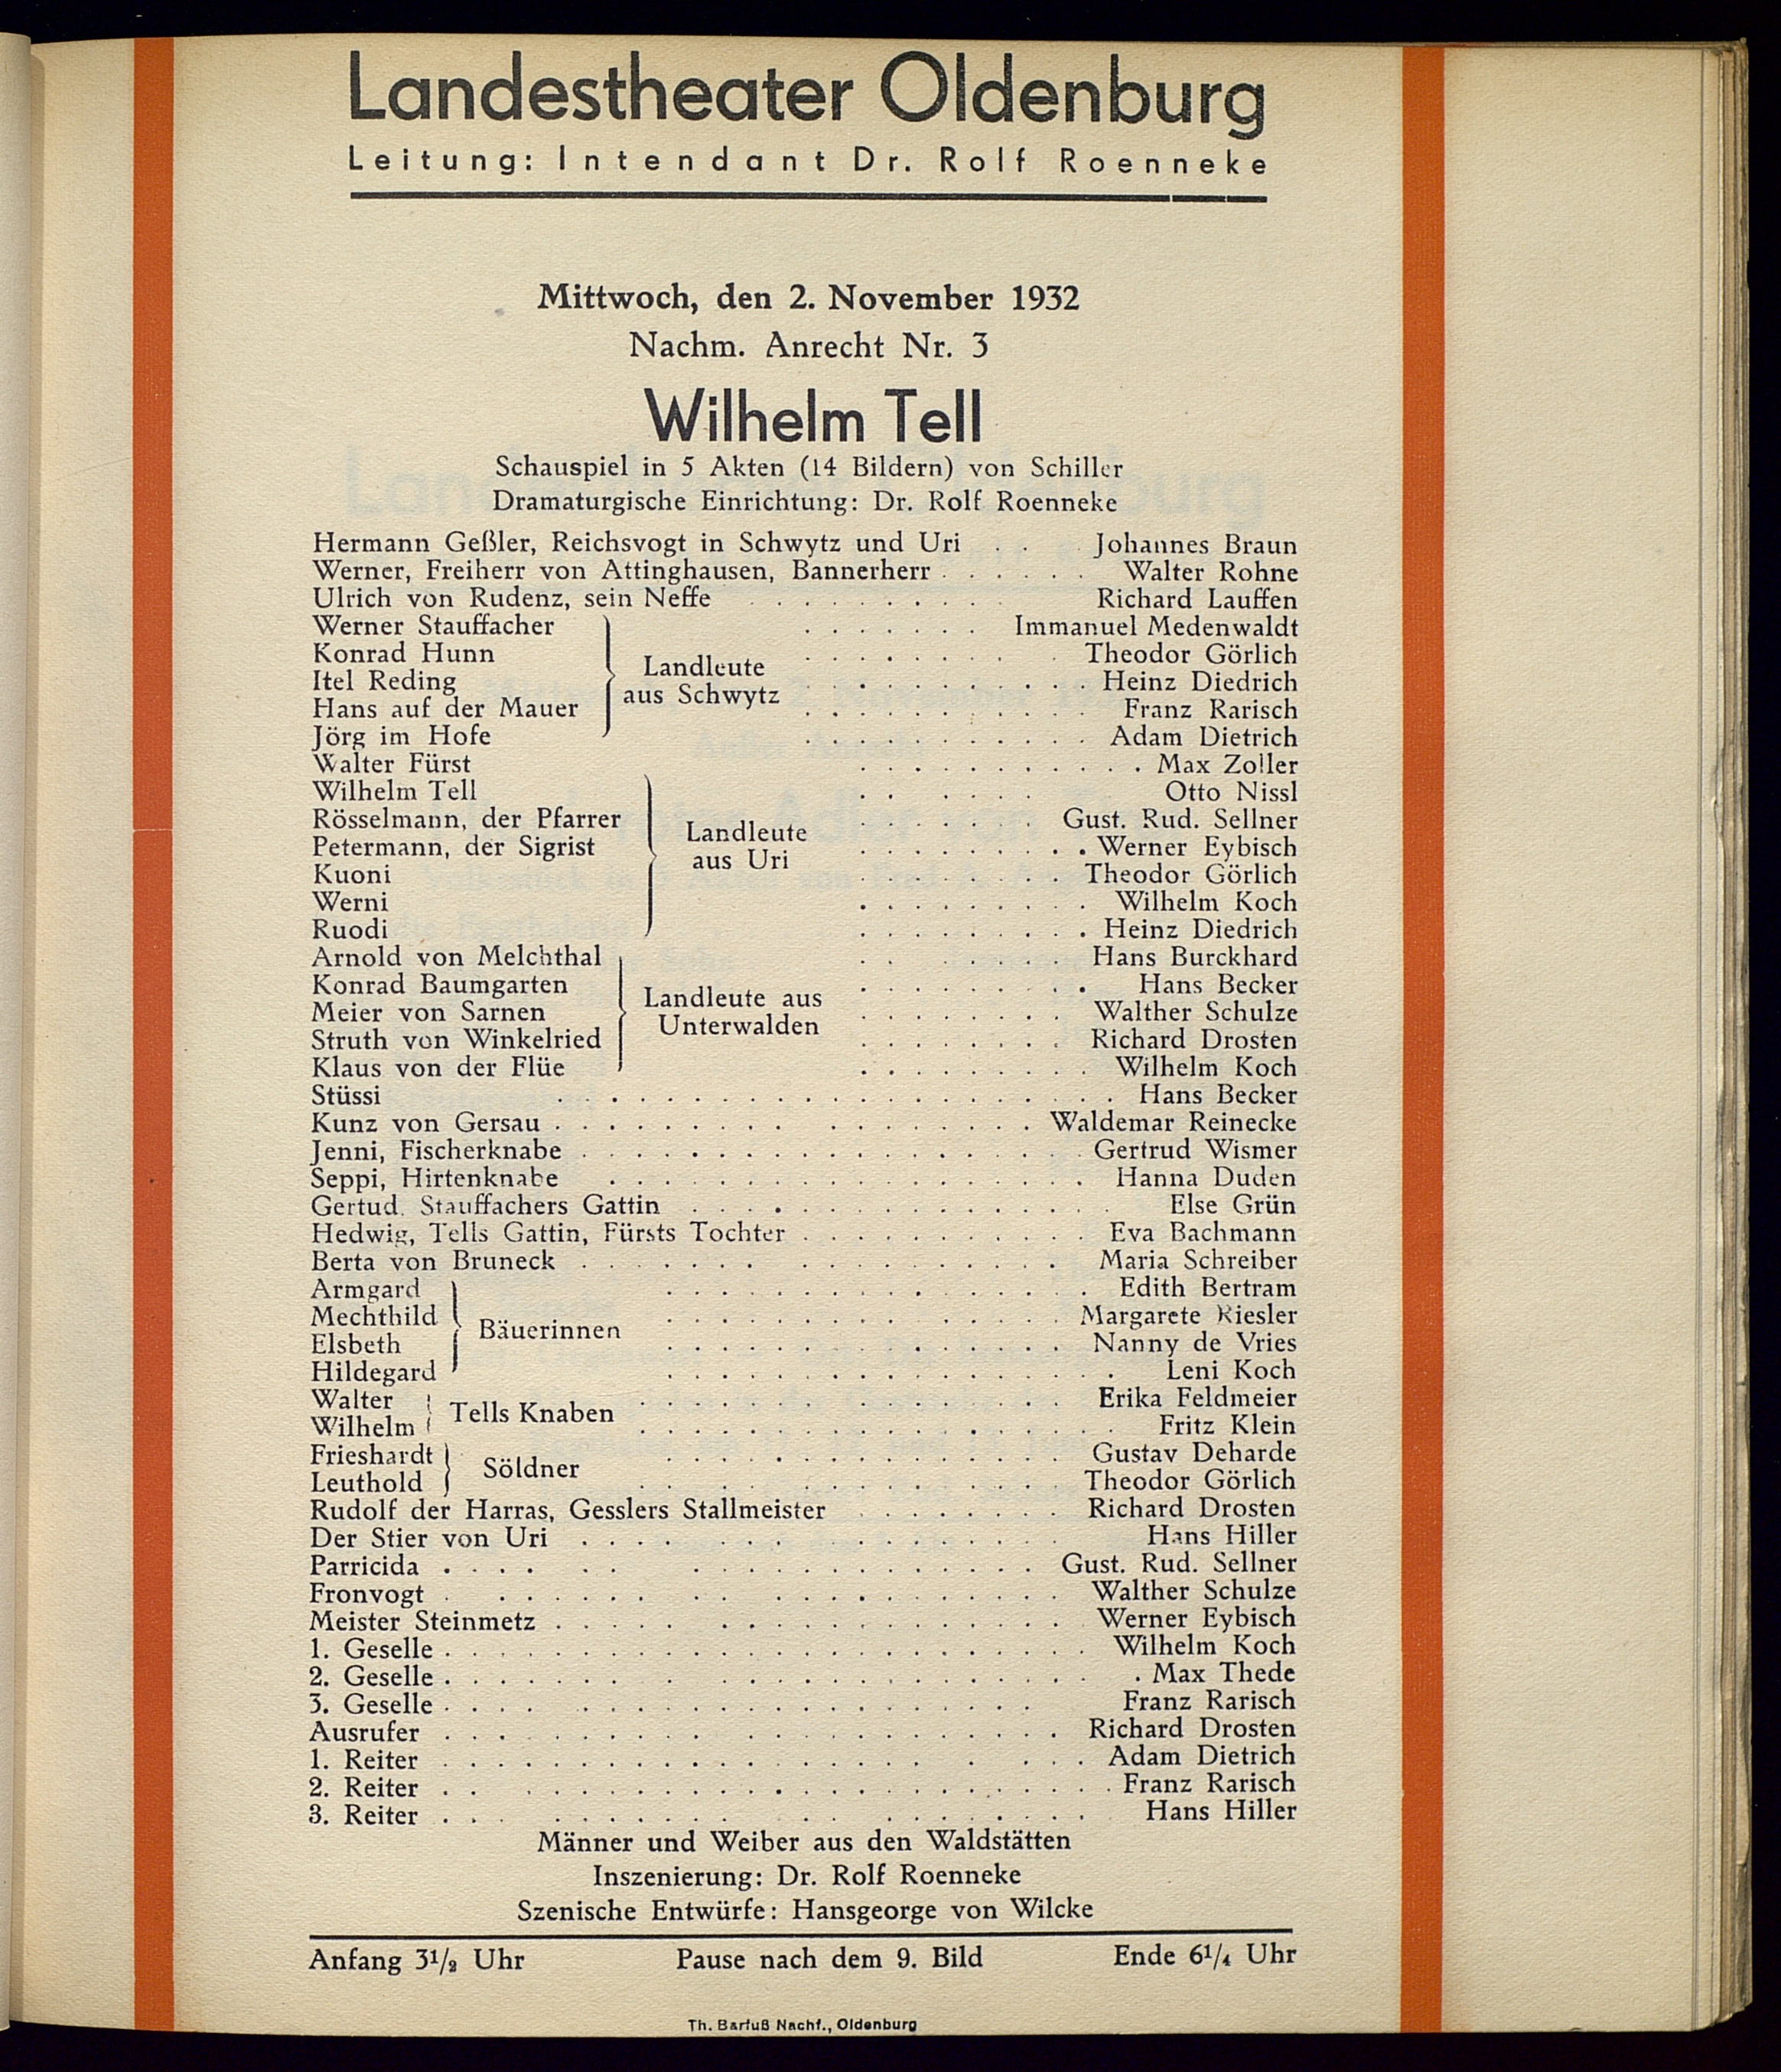 Landestheater Oldenburg
Leitung: Intendant Dr. Rolf Roenneke
Mittwoch, den 2. November 1932
Nachm. Anrecht Nr. 3
Wilhelm Tell
Schauspiel in 5 Akten (14 Bildern) von Schiller
Dramaturgische Einrichtung: Dr. Rolf Roenneke
Hermann Geßler, Reichsvogt in Schwytz und Uri . . Johannes Braun
Werner, Freiherr von Attinghausen, Bannerherr . . . . . . Walter Rohne
Ulrich von Rudenz, sein Neffe . . . . . . . . . Richard Lauffen
Werner Stauffacher . . . . . . . Immanuel Medenwaldt
Konrad Hunn . . . . . . . . . Theodor Görlich
Landleute
Itel Reding . . . . . . . . . . Heinz Diedrich
aus Schwytz
Hans auf der Mauer . . . . . . . . . . Franz Rarisch
Jörg im Hofe . . . . . . . . . . . Adam Dietrich
Walter Fürst . . . . . . . . . . . Max Zoller
Wilhelm Tell . . . . . . Otto Nissl
Rösselmann, der Pfarrer . . . . . . . Gust. Rud. Sellner
Landleute
Petermann, der Sigrist . . . . . . . . . Werner Eybisch
aus Uri
Kuoni . . . . . . . . Theodor Görlich
Werni . . . . . . . . . Wilhelm Koch
Ruodi . . . . . . . . . Heinz Diedrich
Arnold von Melchthal . . . . . . . Hans Burckhard
Konrad Baumgarten . . . . . . . . . Hans Becker
Landleute aus
Meier von Sarnen . . . . . . . . Walther Schulze
Unterwalden
Struth von Winkelried . . . . . . . . Richard Drosten
Klaus von der Flüe . . . . . . . . . Wilhelm Koch
Stüssi . . . . . . . . . . . . . . . . . . . . Hans Becker
Kunz von Gersau . . . . . . . . . . . . . . . . . Waldemar Reinecke
Jenni, Fischerknabe . . . . . . . . . . . . . . . . . . . Gertrud Wismer
Seppi, Hirtenknabe . . . . . . . . . . . . . . . . . . Hanna Duden
Gertud. Stauffachers Gattin . . . . . . . . . . . . . . . . Else Grün
Hedwig, Tells Gattin, Fürsts Tochter . . . . . . . . . . . Eva Bachmann
Berta von Bruneck . . . . . . . . . . . . . . . . . Maria Schreiber
Armgard . . . . . . . . . . . . . . . . Edith Bertram
Mechthild . . . . . . . . . . . . . . . Margarete Riesler
Bäuerinnen
Elsbeth . . . . . . . . . . . . . . . Nanny de Vries
Hildegard . . . . . . . . . . . . . . . . . Leni Koch
Walter . . . . . . . . . . . . . . . . Erika Feldmeier
Tells Knaben
Wilhelm . . . . . . . . . . . . . . . . . . Fritz Klein
Frieshardt . . . . . . . . . . . . . . . Gustav Deharde
Söldner
Leuthold . . . . . . . . . . . . . . . . Theodor Görlich
Rudolf der Harras, Gesslers Stallmeister . . . . . . . . Richard Drosten
Der Stier von Uri . . . . . . . . . . . . . . . . . Hans Hiller
Parricida . . . . . . . . . . . . . . . . . . . Gust. Rud. Sellner
Fronvogt . . . . . . . . . . . . . . . . . . . . . Walther Schulze
Meister Steinmetz . . . . . . . . . . . . . . . . . . Werner Eybisch
1. Geselle . . . . . . . . . . . . . . . . . . . . . . . . Wilhelm Koch
2. Geselle . . . . . . . . . . . . . . . . . . . . . . . . Max Thede
3. Geselle . . . . . . . . . . . . . . . . . . . . . Franz Rarisch
Ausrufer . . . . . . . . . . . . . . . . . . . . . . . Richard Drosten
1. Reiter . . . . . . . . . . . . . . . . . . . . . . Adam Dietrich
2. Reiter . . . . . . . . . . . . . . . . . . . . . . . . Franz Rarisch
3. Reiter . . . . . . . . . . . . . . . . . . . . . . Hans Hiller
Männer und Weiber aus den Waldstätten
Inszenierung: Dr. Rolf Roenneke
Szenische Entwürfe: Hansgeorge von Wilcke
Anfang 3½ Uhr Pause nach dem 9. Bild Ende 6¼ Uhr
Th. Barfuß Nachf., Oldenburg